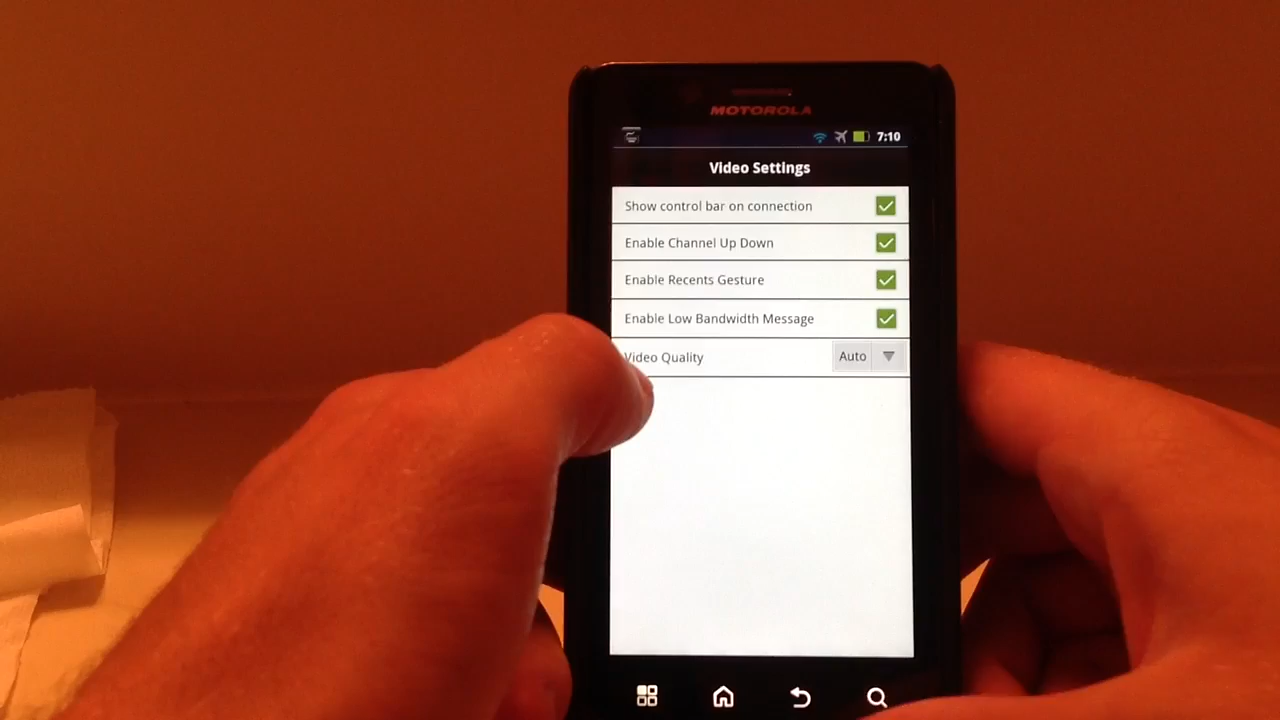 MOTOROLA
7:10
Video Settings
Show control bar on connection
Enable Channel Up Down
Enable Recents Gesture
Enable Low Bandwidth Message
Video Quality Auto